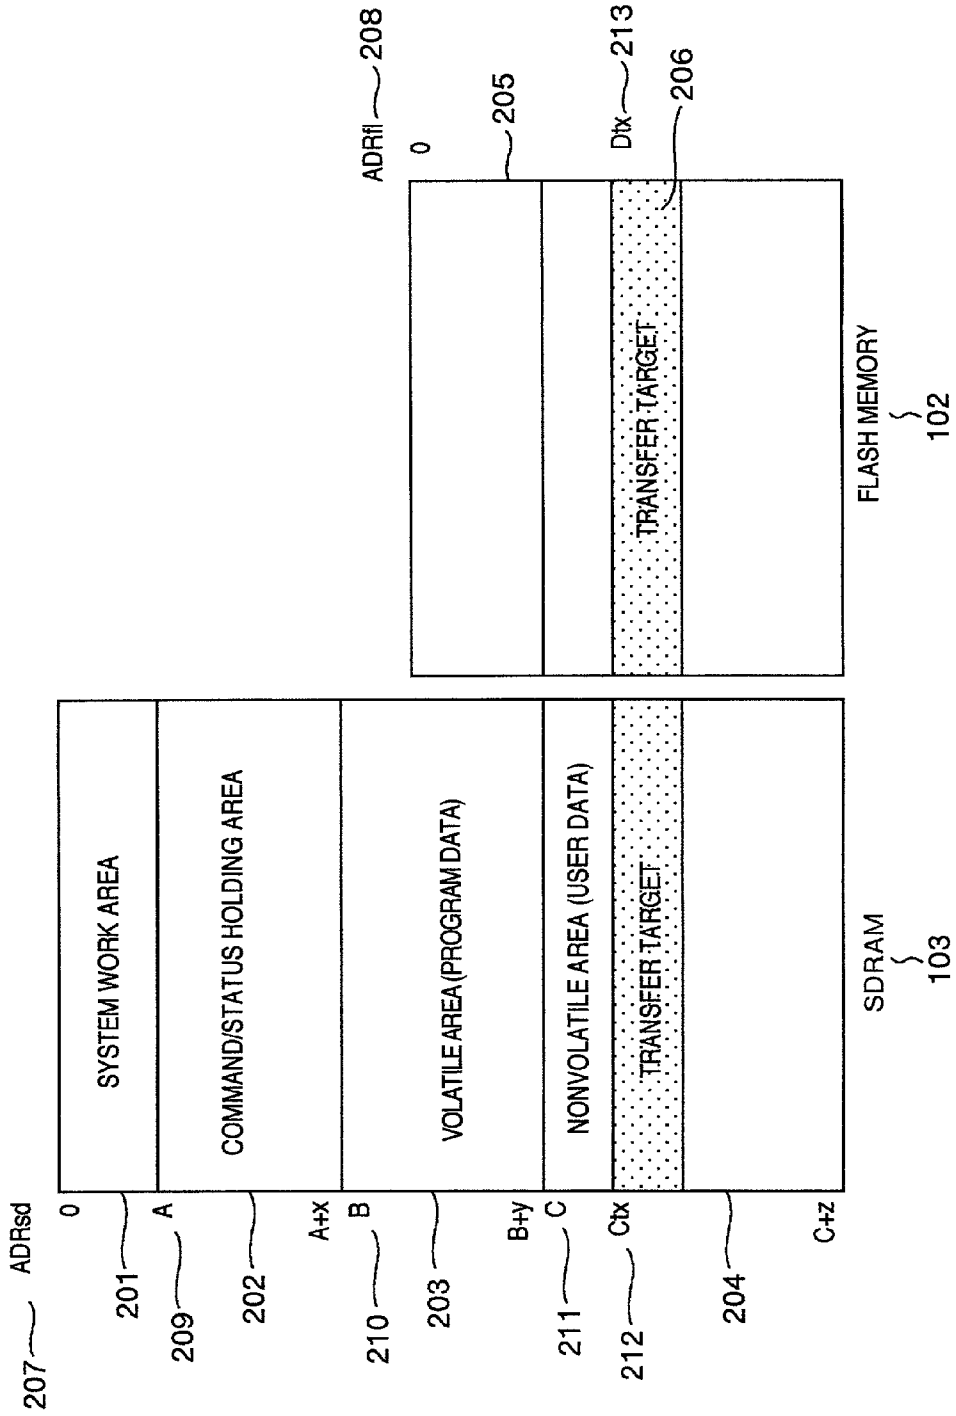 207 ADRsd
0
201 SYSTEM WORK AREA
A
209
202 COMMAND/STATUS HOLDING AREA
A+x
B
210
ADRfl 208
0
203 VOLATILE AREA(PROGRAM DATA)
205
B+y
C
211 NONVOLATILE AREA (USER DATA)
Ctx
212
Dtx 213
TRANSFER TARGET
TRANSFER TARGET
206
204
C+z
SDRAM
103
FLASH MEMORY
102